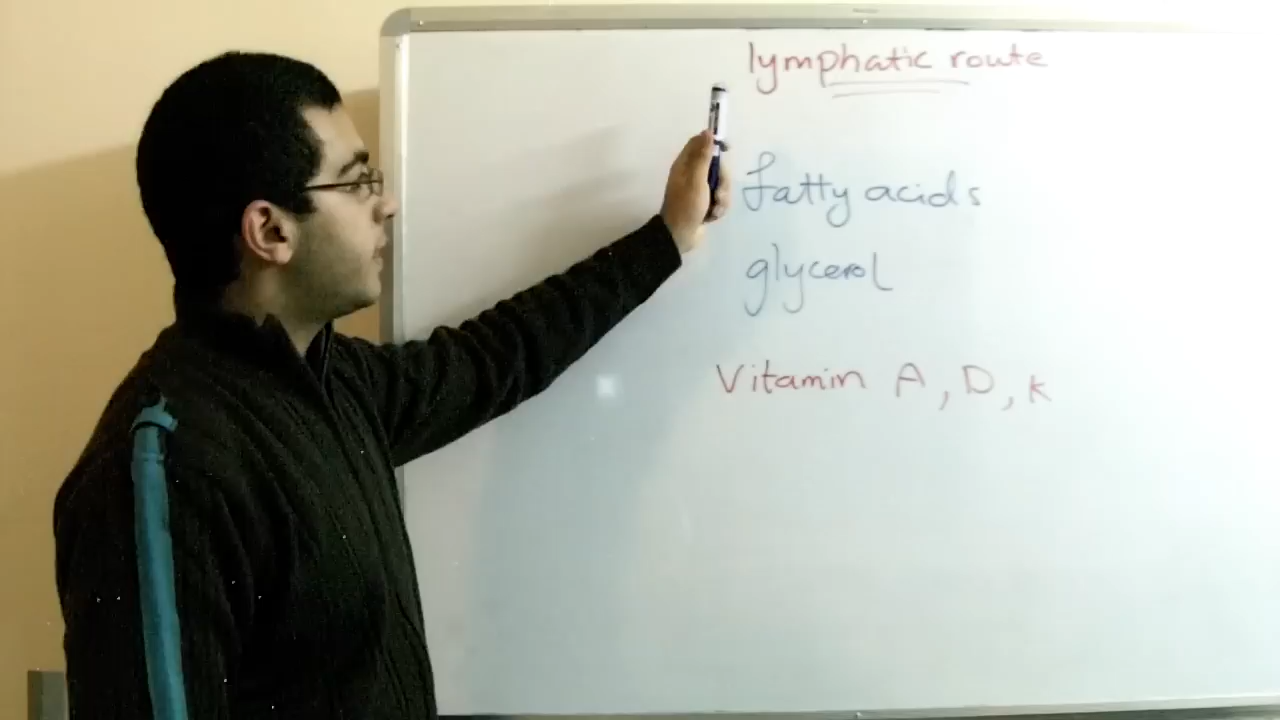 lymphatic route
fatty acids
glycerol
Vitamin A, D, K